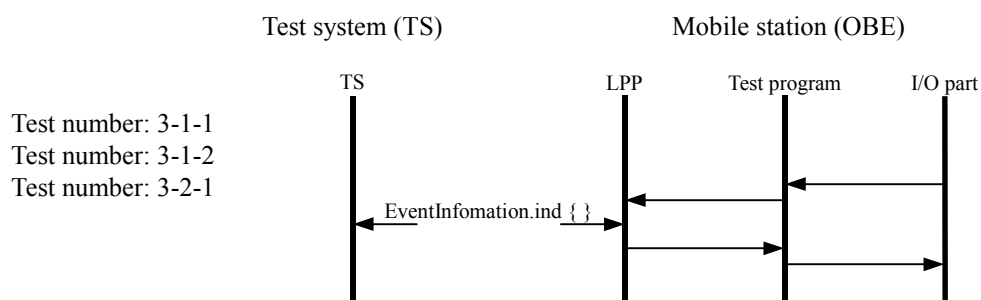 Test system (TS)
Mobile station (OBE)
TS
LPP
Test program
I/O part
Test number: 3-1-1
Test number: 3-1-2
Test number: 3-2-1
EventInfomation.ind { }